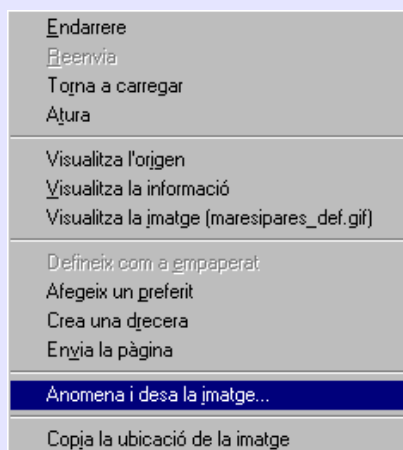 Endarrere
Reenvia
Torna a carregar
Atura
Visualitza l'origen
Visualitza la informació
Visualitza la imatge (maresipares_def.gif)
Defineix com a empaperat
Afegeix un preferit
Crea una drecera
Envia la pàgina
Anomena i desa la imatge...
Copia la ubicació de la imatge